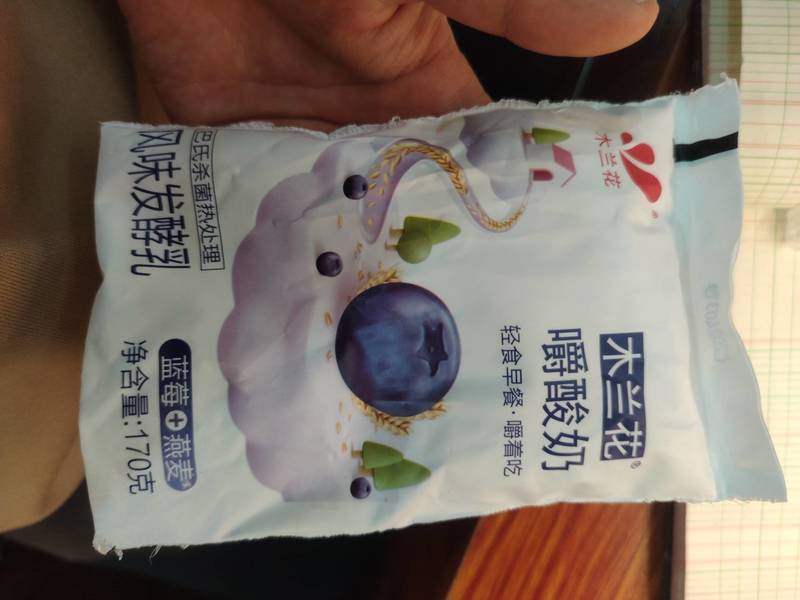 木兰花®
木兰花®
嚼酸奶
轻食早餐·嚼着吃
巴氏杀菌热处理
风味发酵乳
蓝莓+燕麦
净含量:170克